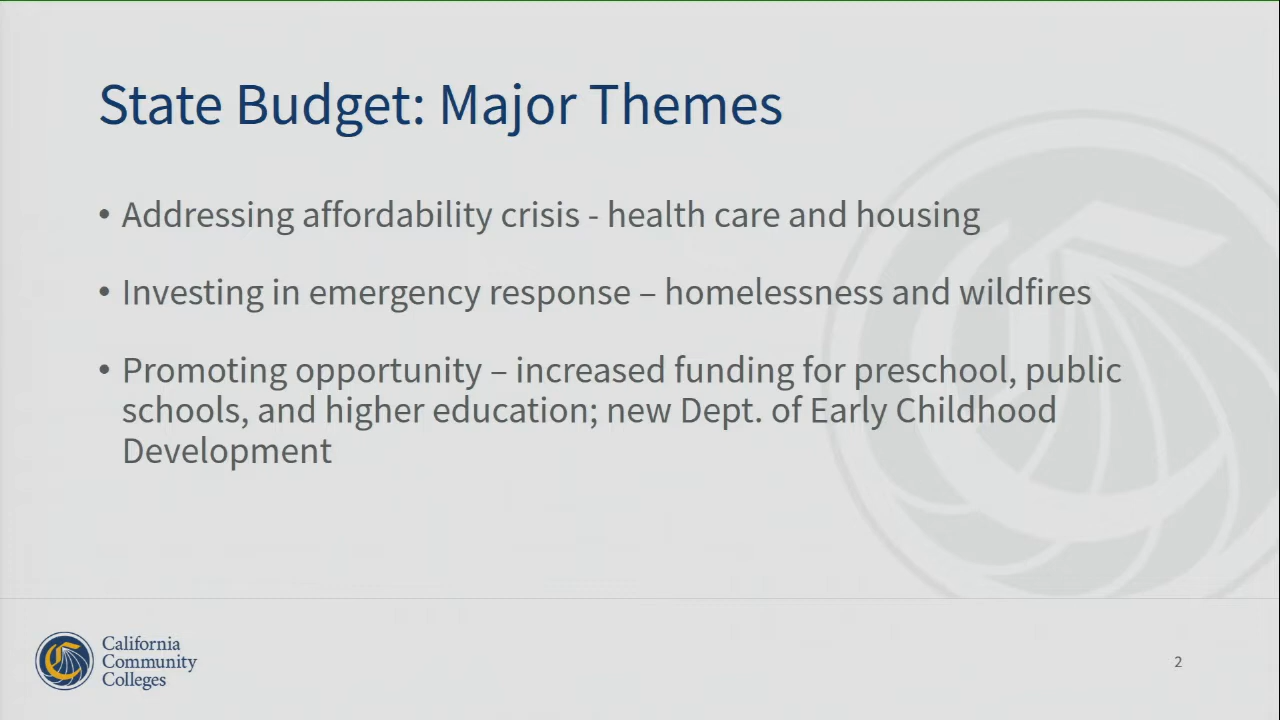 State Budget: Major Themes
• Addressing affordability crisis - health care and housing
• Investing in emergency response – homelessness and wildfires
• Promoting opportunity – increased funding for preschool, public
schools, and higher education; new Dept. of Early Childhood
Development
California
Community
Colleges
2